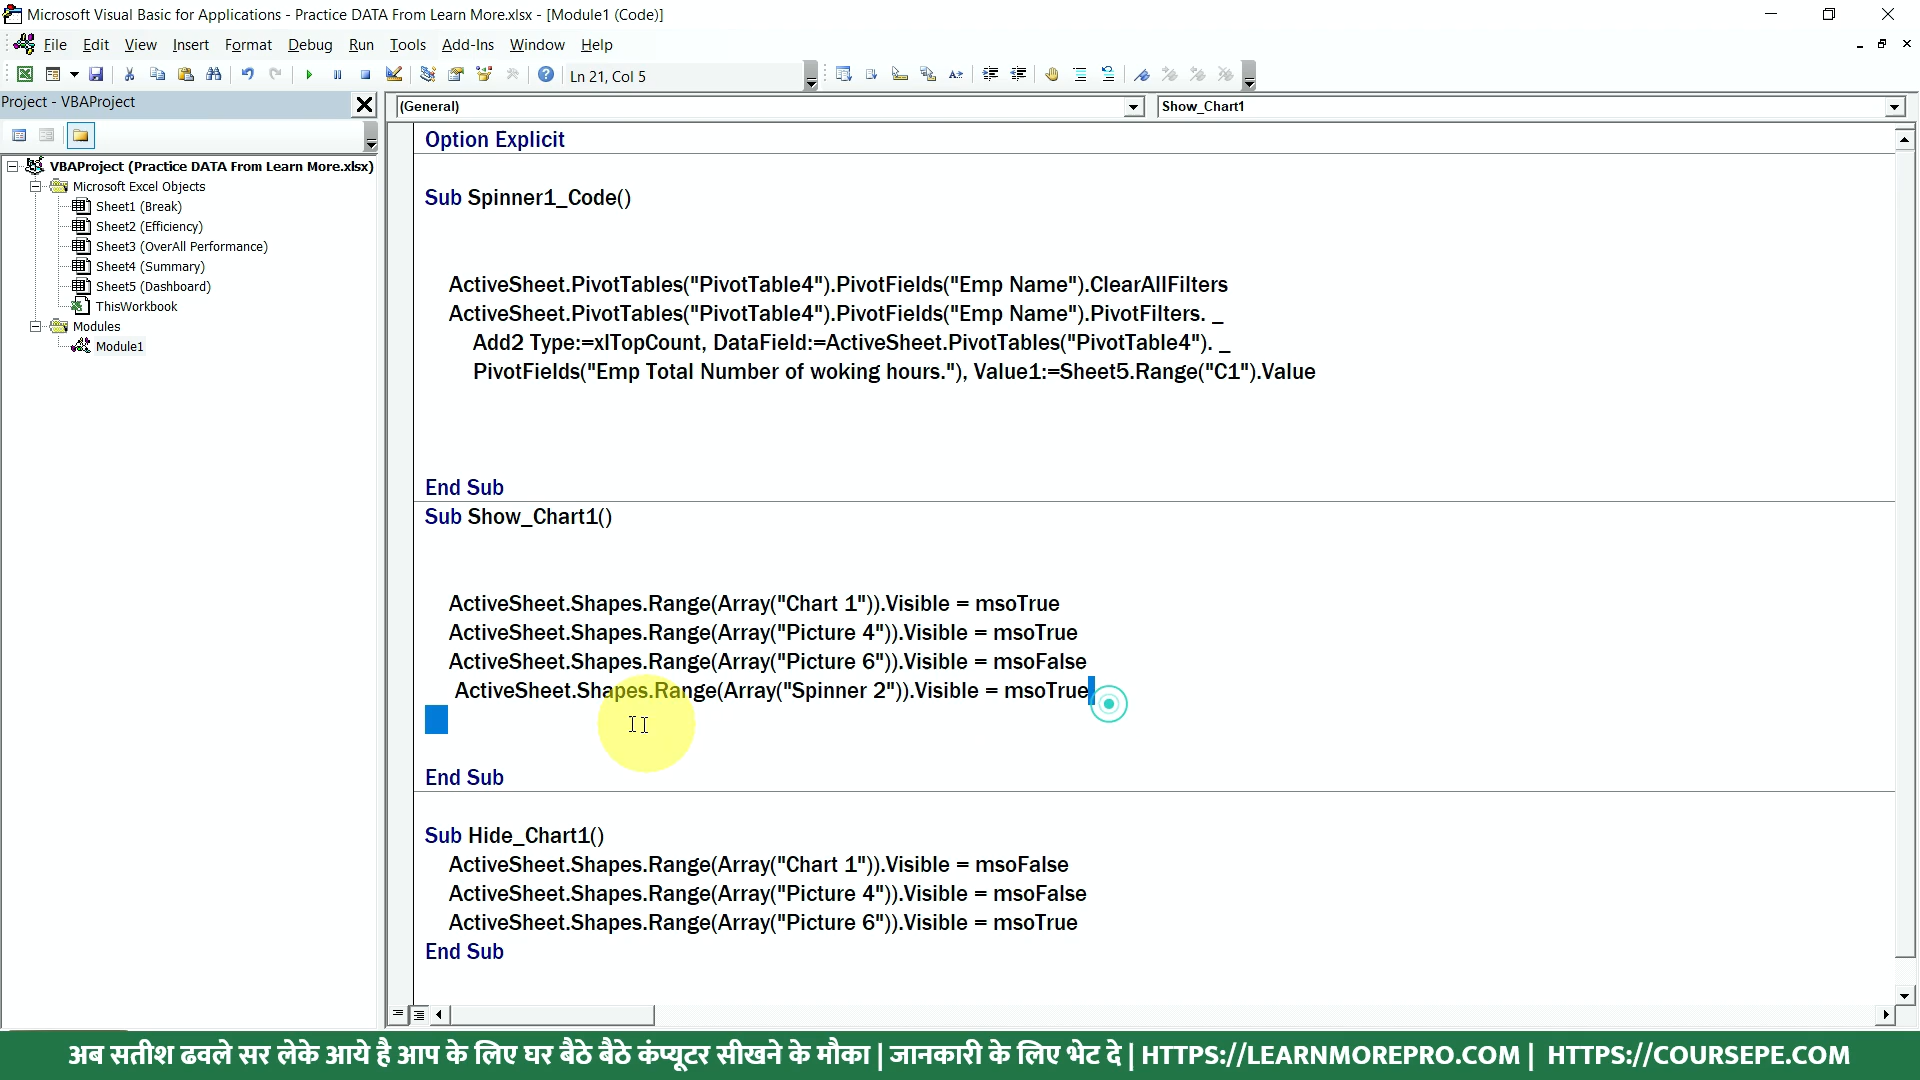 Microsoft Visual Basic for Applications - Practice DATA From Learn More.xlsx - [Module1 (Code)]
File Edit View Insert Format Debug Run Tools Add-Ins Window Help
Ln 21, Col 5
Project - VBAProject
(General)
Show_Chart1
VBAProject (Practice DATA From Learn More.xlsx)
Microsoft Excel Objects
Sheet1 (Break)
Sheet2 (Efficiency)
Sheet3 (OverAll Performance)
Sheet4 (Summary)
Sheet5 (Dashboard)
ThisWorkbook
Modules
Module1
Option Explicit
Sub Spinner1_Code()
ActiveSheet.PivotTables("PivotTable4").PivotFields("Emp Name").ClearAllFilters
ActiveSheet.PivotTables("PivotTable4").PivotFields("Emp Name").PivotFilters. _
Add2 Type:=xlTopCount, DataField:=ActiveSheet.PivotTables("PivotTable4"). _
PivotFields("Emp Total Number of woking hours."), Value1:=Sheet5.Range("C1").Value
End Sub
Sub Show_Chart1()
ActiveSheet.Shapes.Range(Array("Chart 1")).Visible = msoTrue
ActiveSheet.Shapes.Range(Array("Picture 4")).Visible = msoTrue
ActiveSheet.Shapes.Range(Array("Picture 6")).Visible = msoFalse
ActiveSheet.Shapes.Range(Array("Spinner 2")).Visible = msoTrue
End Sub
Sub Hide_Chart1()
ActiveSheet.Shapes.Range(Array("Chart 1")).Visible = msoFalse
ActiveSheet.Shapes.Range(Array("Picture 4")).Visible = msoFalse
ActiveSheet.Shapes.Range(Array("Picture 6")).Visible = msoTrue
End Sub
अब सतीश ढवले सर लेके आये है आप के लिए घर बैठे बैठे कंप्यूटर सीखने के मौका | जानकारी के लिए भेट दे | HTTPS://LEARNMOREPRO.COM | HTTPS://COURSEPE.COM